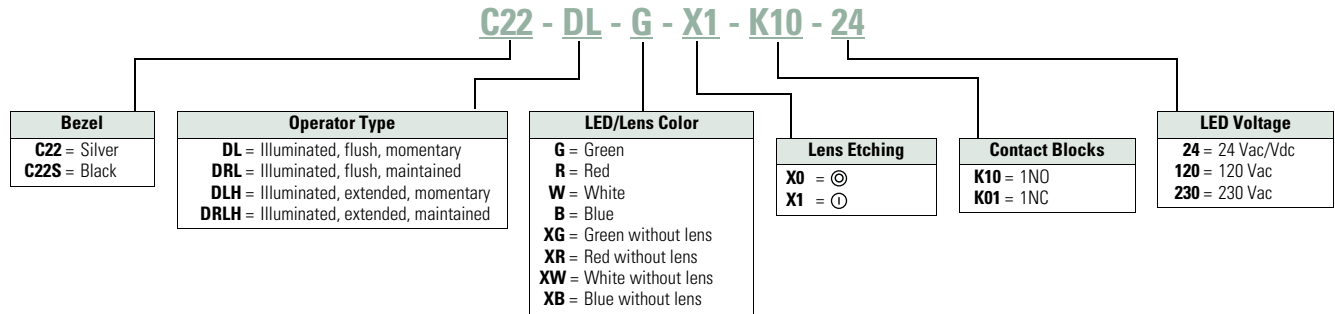 C22 - DL - G - X1 - K10 - 24
Bezel
C22 = Silver
C22S = Black
Operator Type
DL = Illuminated, flush, momentary
DRL = Illuminated, flush, maintained
DLH = Illuminated, extended, momentary
DRLH = Illuminated, extended, maintained
LED/Lens Color
G = Green
R = Red
W = White
B = Blue
XG = Green without lens
XR = Red without lens
XW = White without lens
XB = Blue without lens
Lens Etching
X0 = ◎
X1 = ⏼
Contact Blocks
K10 = 1NO
K01 = 1NC
LED Voltage
24 = 24 Vac/Vdc
120 = 120 Vac
230 = 230 Vac